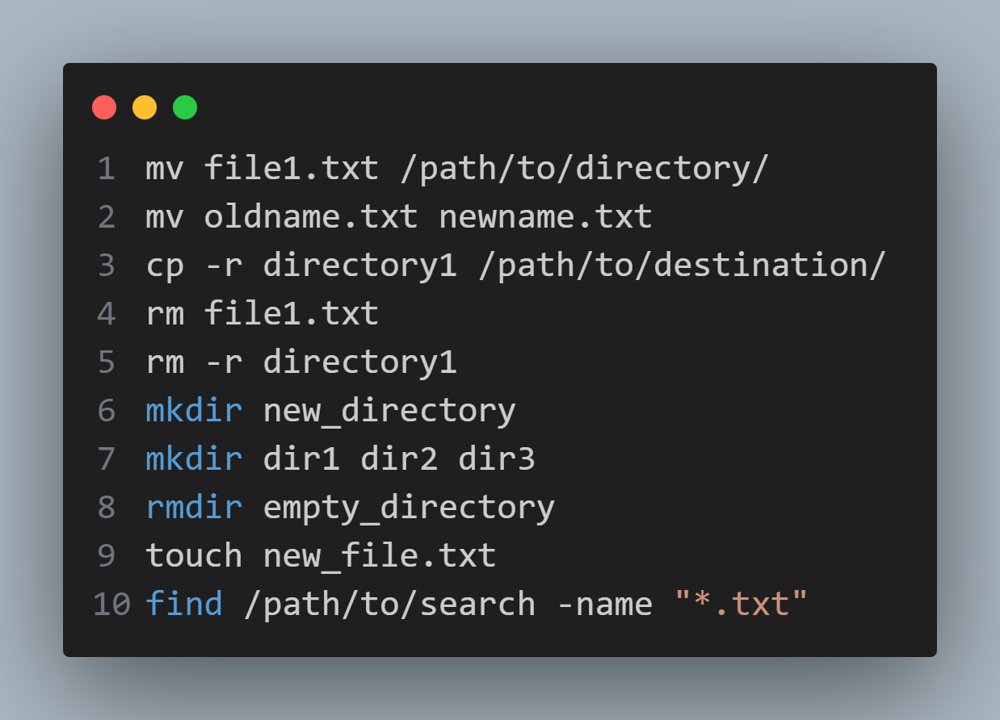 1 mv file1.txt /path/to/directory/
2 mv oldname.txt newname.txt
3 cp -r directory1 /path/to/destination/
4 rm file1.txt
5 rm -r directory1
6 mkdir new_directory
7 mkdir dir1 dir2 dir3
8 rmdir empty_directory
9 touch new_file.txt
10 find /path/to/search -name "*.txt"